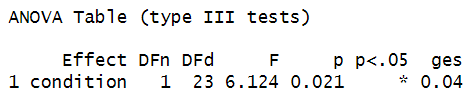 ANOVA Table (type III tests)
Effect DFn DFd F p p<.05 ges
1 condition 1 23 6.124 0.021 * 0.04